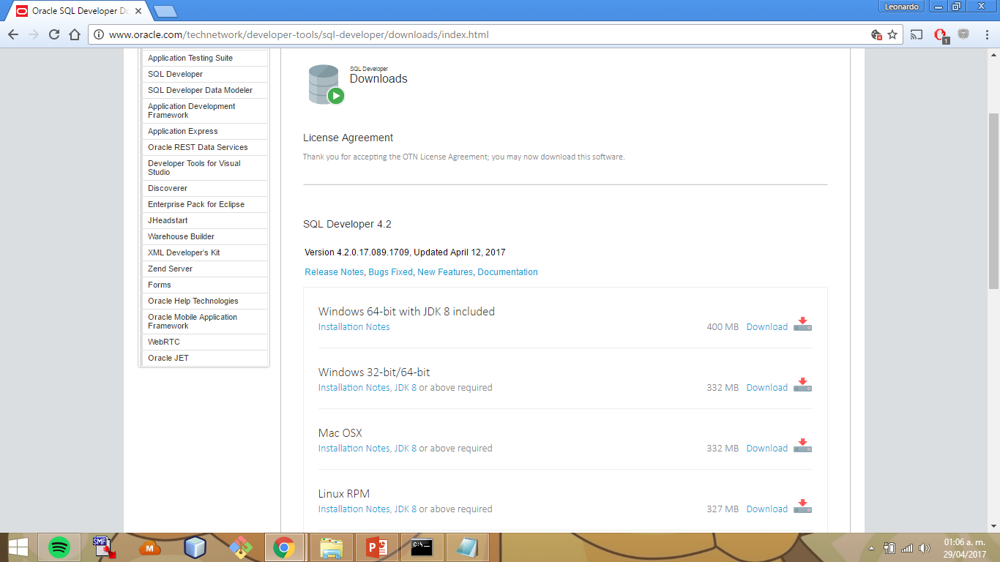 Oracle SQL Developer Do
Leonardo
www.oracle.com/technetwork/developer-tools/sql-developer/downloads/index.html
1
Application Testing Suite
SQL Developer
SQL Developer Data Modeler
Application Development
Framework
Application Express
Oracle REST Data Services
Developer Tools for Visual
Studio
Discoverer
Enterprise Pack for Eclipse
JHeadstart
Warehouse Builder
XML Developer's Kit
Zend Server
Forms
Oracle Help Technologies
Oracle Mobile Application
Framework
WebRTC
Oracle JET
SQL Developer
Downloads
License Agreement
Thank you for accepting the OTN License Agreement; you may now download this software.
SQL Developer 4.2
Version 4.2.0.17.089.1709, Updated April 12, 2017
Release Notes, Bugs Fixed, New Features, Documentation
Windows 64-bit with JDK 8 included
Installation Notes 400 MB Download
Windows 32-bit/64-bit
Installation Notes, JDK 8 or above required 332 MB Download
Mac OSX
Installation Notes, JDK 8 or above required 332 MB Download
Linux RPM
Installation Notes, JDK 8 or above required 327 MB Download
SMF
M
P
C:\
01:06 a. m.
29/04/2017